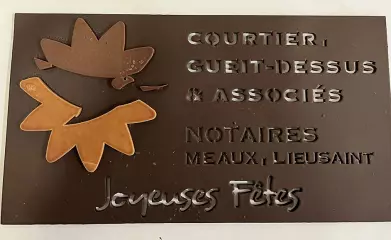 COURTIER,
GUEIT-DESSUS
& ASSOCIÉS
NOTAIRES
MEAUX, LIEUSAINT
Joyeuses Fêtes